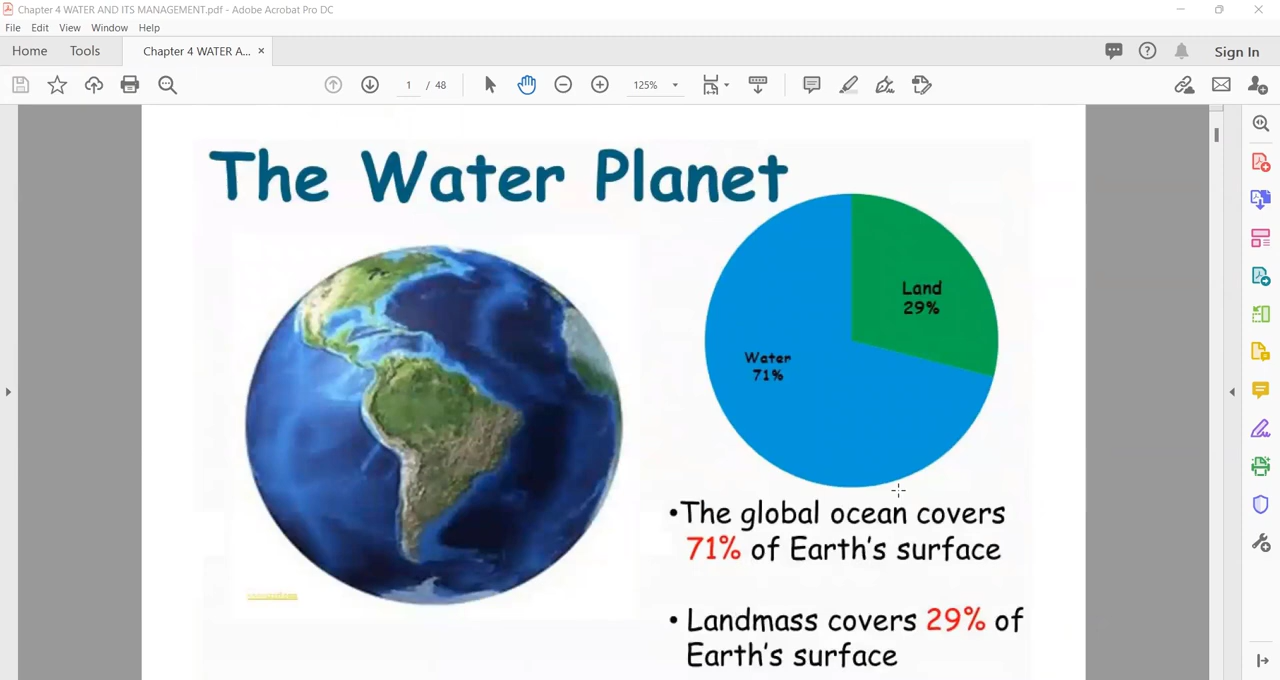 Chapter 4 WATER AND ITS MANAGEMENT.pdf - Adobe Acrobat Pro DC
File Edit View Window Help
Home Tools Chapter 4 WATER A... × Sign In
1 / 48 125%
The Water Planet
Land
29%
Water
71%
•The global ocean covers
71% of Earth's surface
• Landmass covers 29% of
Earth's surface